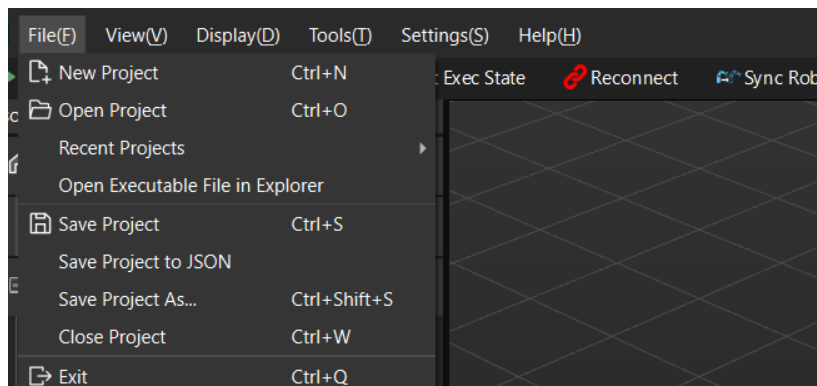 File(F) View(V) Display(D) Tools(T) Settings(S) Help(H)
New Project Ctrl+N
Exec State Reconnect Sync Rob
Open Project Ctrl+O
Recent Projects
Open Executable File in Explorer
Save Project Ctrl+S
Save Project to JSON
Save Project As... Ctrl+Shift+S
Close Project Ctrl+W
Exit Ctrl+Q